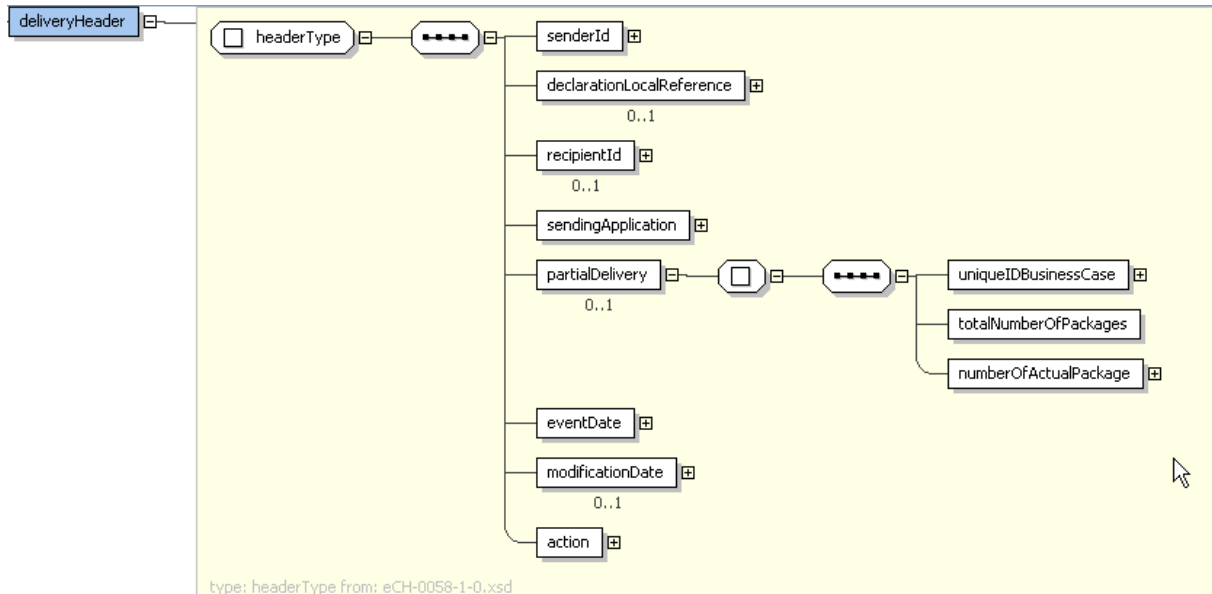 deliveryHeader
headerType
senderId
declarationLocalReference
0..1
recipientId
0..1
sendingApplication
partialDelivery
0..1
uniqueIDBusinessCase
totalNumberOfPackages
numberOfActualPackage
eventDate
modificationDate
0..1
action
type: headerType from: eCH-0058-1-0.xsd